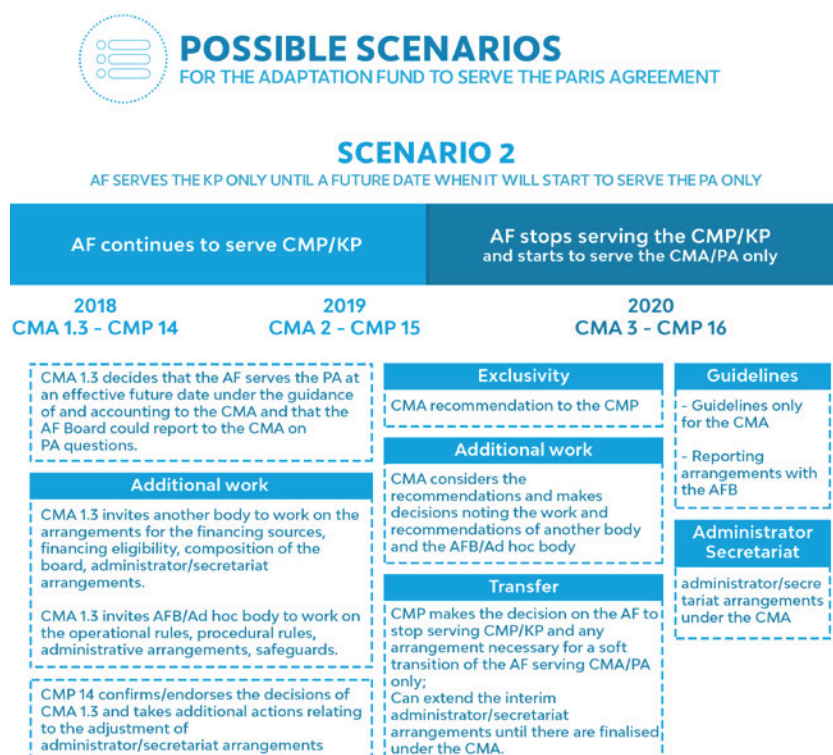 POSSIBLE SCENARIOS
FOR THE ADAPTATION FUND TO SERVE THE PARIS AGREEMENT
SCENARIO 2
AF SERVES THE KP ONLY UNTIL A FUTURE DATE WHEN IT WILL START TO SERVE THE PA ONLY
AF continues to serve CMP/KP
AF stops serving the CMP/KP
and starts to serve the CMA/PA only
2018
CMA 1.3 - CMP 14
2019
CMA 2 - CMP 15
2020
CMA 3 - CMP 16
CMA 1.3 decides that the AF serves the PA at
an effective future date under the guidance
of and accounting to the CMA and that the
AF Board could report to the CMA on
PA questions.
Additional work
CMA 1.3 invites another body to work on the
arrangements for the financing sources,
financing eligibility, composition of the
board, administrator/secretariat
arrangements.
CMA 1.3 invites AFB/Ad hoc body to work on
the operational rules, procedural rules,
administrative arrangements, safeguards.
CMP 14 confirms/endorses the decisions of
CMA 1.3 and takes additional actions relating
to the adjustment of
administrator/secretariat arrangements
Exclusivity
CMA recommendation to the CMP
Additional work
CMA considers the
recommendations and makes
decisions noting the work and
recommendations of another body
and the AFB/Ad hoc body
Transfer
CMP makes the decision on the AF to
stop serving CMP/KP and any
arrangement necessary for a soft
transition of the AF serving CMA/PA
only;
Can extend the interim
administrator/secretariat
arrangements until there are finalised
under the CMA.
Guidelines
- Guidelines only
for the CMA
- Reporting
arrangements with
the AFB
Administrator
Secretariat
administrator/secre
tariat arrangements
under the CMA